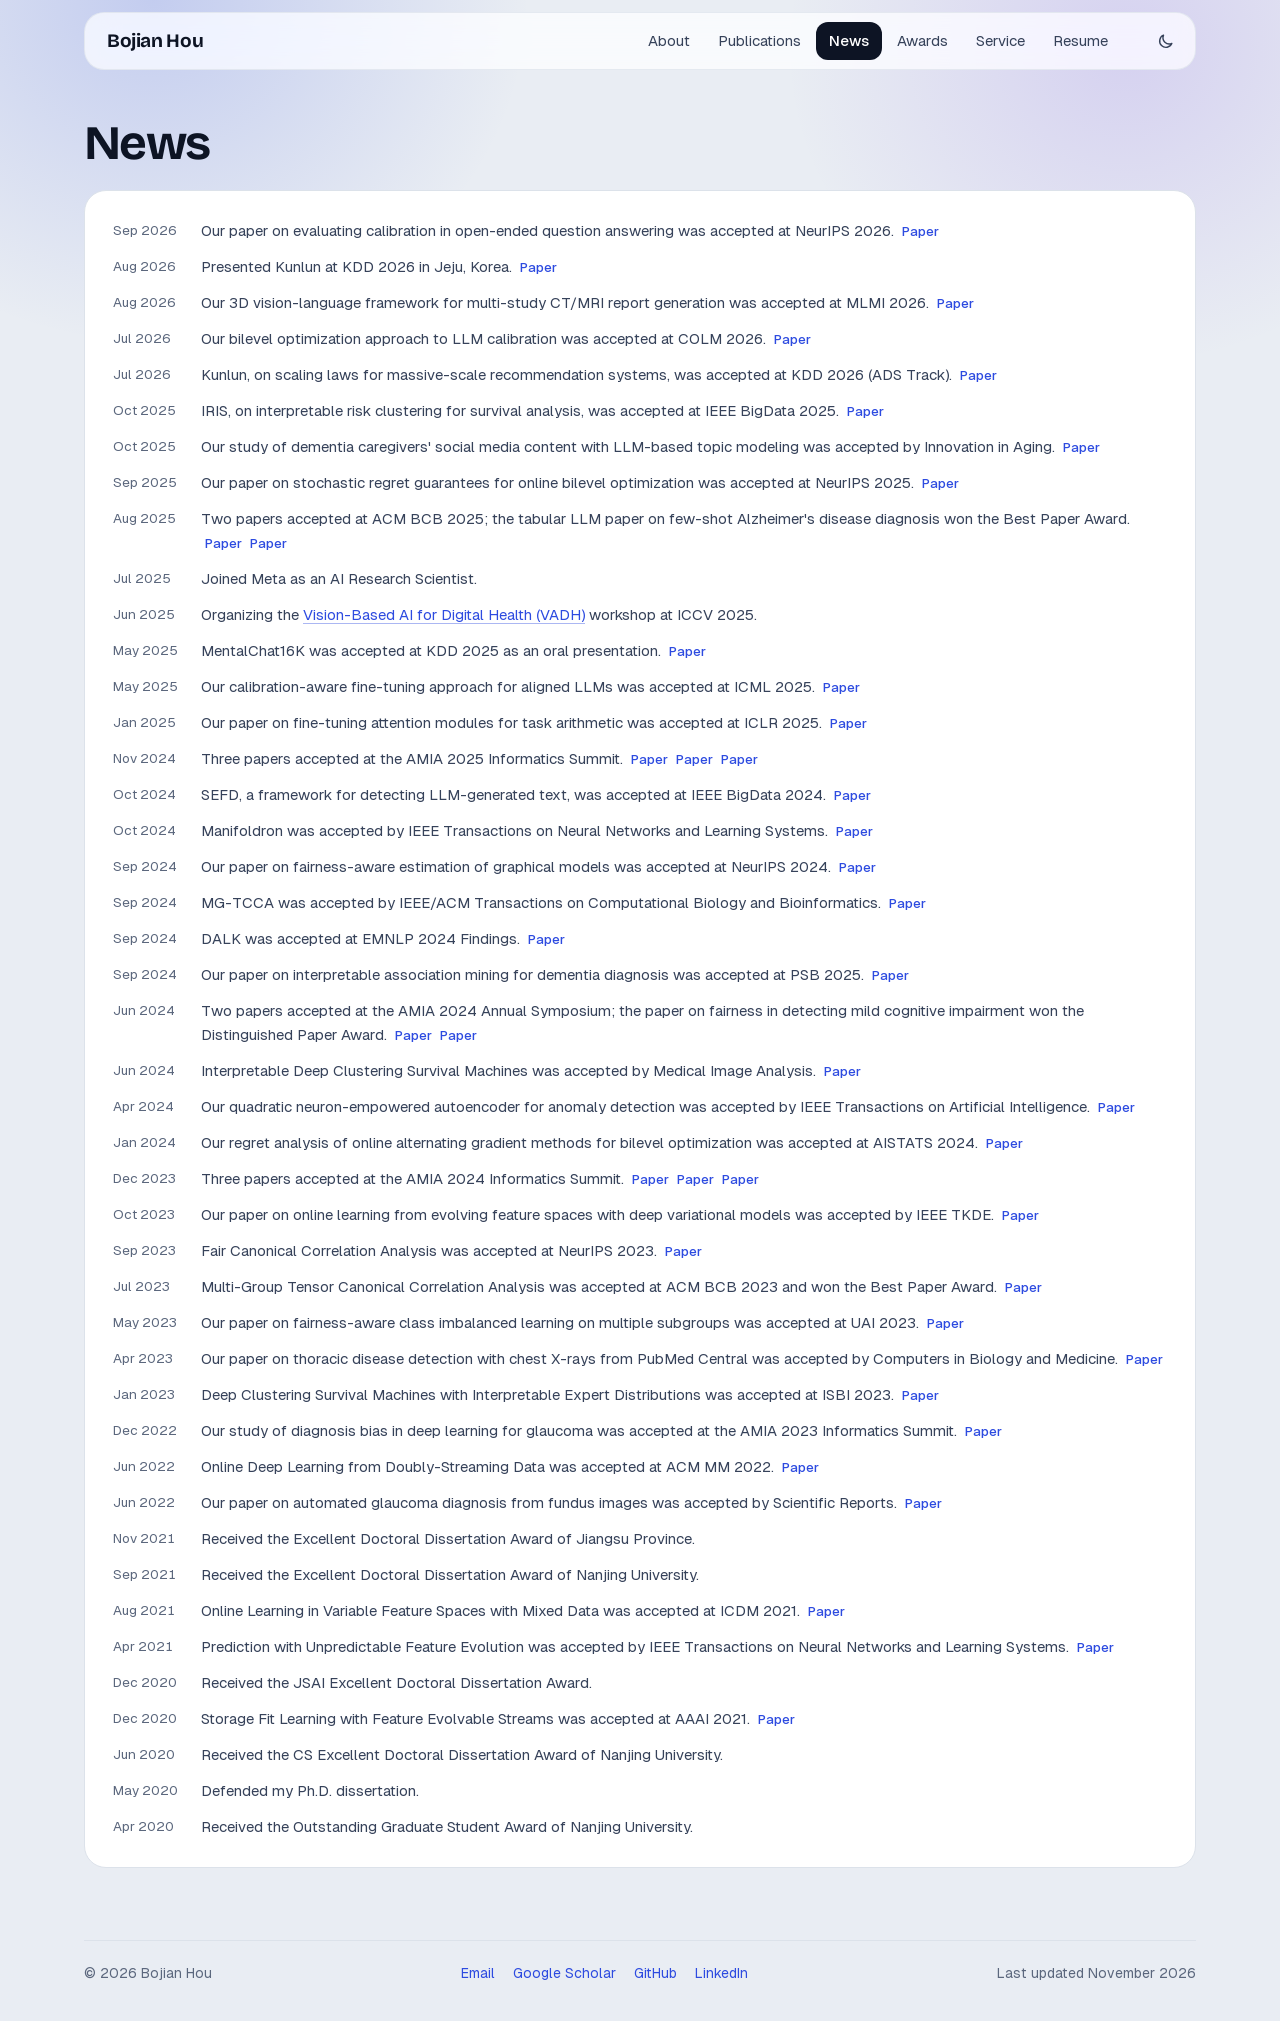 Bojian Hou
About Publications News Awards Service Resume
News
Sep 2026 Our paper on evaluating calibration in open-ended question answering was accepted at NeurIPS 2026. Paper
Aug 2026 Presented Kunlun at KDD 2026 in Jeju, Korea. Paper
Aug 2026 Our 3D vision-language framework for multi-study CT/MRI report generation was accepted at MLMI 2026. Paper
Jul 2026 Our bilevel optimization approach to LLM calibration was accepted at COLM 2026. Paper
Jul 2026 Kunlun, on scaling laws for massive-scale recommendation systems, was accepted at KDD 2026 (ADS Track). Paper
Oct 2025 IRIS, on interpretable risk clustering for survival analysis, was accepted at IEEE BigData 2025. Paper
Oct 2025 Our study of dementia caregivers' social media content with LLM-based topic modeling was accepted by Innovation in Aging. Paper
Sep 2025 Our paper on stochastic regret guarantees for online bilevel optimization was accepted at NeurIPS 2025. Paper
Aug 2025 Two papers accepted at ACM BCB 2025; the tabular LLM paper on few-shot Alzheimer's disease diagnosis won the Best Paper Award.
Paper Paper
Jul 2025 Joined Meta as an AI Research Scientist.
Jun 2025 Organizing the Vision-Based AI for Digital Health (VADH) workshop at ICCV 2025.
May 2025 MentalChat16K was accepted at KDD 2025 as an oral presentation. Paper
May 2025 Our calibration-aware fine-tuning approach for aligned LLMs was accepted at ICML 2025. Paper
Jan 2025 Our paper on fine-tuning attention modules for task arithmetic was accepted at ICLR 2025. Paper
Nov 2024 Three papers accepted at the AMIA 2025 Informatics Summit. Paper Paper Paper
Oct 2024 SEFD, a framework for detecting LLM-generated text, was accepted at IEEE BigData 2024. Paper
Oct 2024 Manifoldron was accepted by IEEE Transactions on Neural Networks and Learning Systems. Paper
Sep 2024 Our paper on fairness-aware estimation of graphical models was accepted at NeurIPS 2024. Paper
Sep 2024 MG-TCCA was accepted by IEEE/ACM Transactions on Computational Biology and Bioinformatics. Paper
Sep 2024 DALK was accepted at EMNLP 2024 Findings. Paper
Sep 2024 Our paper on interpretable association mining for dementia diagnosis was accepted at PSB 2025. Paper
Jun 2024 Two papers accepted at the AMIA 2024 Annual Symposium; the paper on fairness in detecting mild cognitive impairment won the
Distinguished Paper Award. Paper Paper
Jun 2024 Interpretable Deep Clustering Survival Machines was accepted by Medical Image Analysis. Paper
Apr 2024 Our quadratic neuron-empowered autoencoder for anomaly detection was accepted by IEEE Transactions on Artificial Intelligence. Paper
Jan 2024 Our regret analysis of online alternating gradient methods for bilevel optimization was accepted at AISTATS 2024. Paper
Dec 2023 Three papers accepted at the AMIA 2024 Informatics Summit. Paper Paper Paper
Oct 2023 Our paper on online learning from evolving feature spaces with deep variational models was accepted by IEEE TKDE. Paper
Sep 2023 Fair Canonical Correlation Analysis was accepted at NeurIPS 2023. Paper
Jul 2023 Multi-Group Tensor Canonical Correlation Analysis was accepted at ACM BCB 2023 and won the Best Paper Award. Paper
May 2023 Our paper on fairness-aware class imbalanced learning on multiple subgroups was accepted at UAI 2023. Paper
Apr 2023 Our paper on thoracic disease detection with chest X-rays from PubMed Central was accepted by Computers in Biology and Medicine. Paper
Jan 2023 Deep Clustering Survival Machines with Interpretable Expert Distributions was accepted at ISBI 2023. Paper
Dec 2022 Our study of diagnosis bias in deep learning for glaucoma was accepted at the AMIA 2023 Informatics Summit. Paper
Jun 2022 Online Deep Learning from Doubly-Streaming Data was accepted at ACM MM 2022. Paper
Jun 2022 Our paper on automated glaucoma diagnosis from fundus images was accepted by Scientific Reports. Paper
Nov 2021 Received the Excellent Doctoral Dissertation Award of Jiangsu Province.
Sep 2021 Received the Excellent Doctoral Dissertation Award of Nanjing University.
Aug 2021 Online Learning in Variable Feature Spaces with Mixed Data was accepted at ICDM 2021. Paper
Apr 2021 Prediction with Unpredictable Feature Evolution was accepted by IEEE Transactions on Neural Networks and Learning Systems. Paper
Dec 2020 Received the JSAI Excellent Doctoral Dissertation Award.
Dec 2020 Storage Fit Learning with Feature Evolvable Streams was accepted at AAAI 2021. Paper
Jun 2020 Received the CS Excellent Doctoral Dissertation Award of Nanjing University.
May 2020 Defended my Ph.D. dissertation.
Apr 2020 Received the Outstanding Graduate Student Award of Nanjing University.
© 2026 Bojian Hou Email Google Scholar GitHub LinkedIn Last updated November 2026